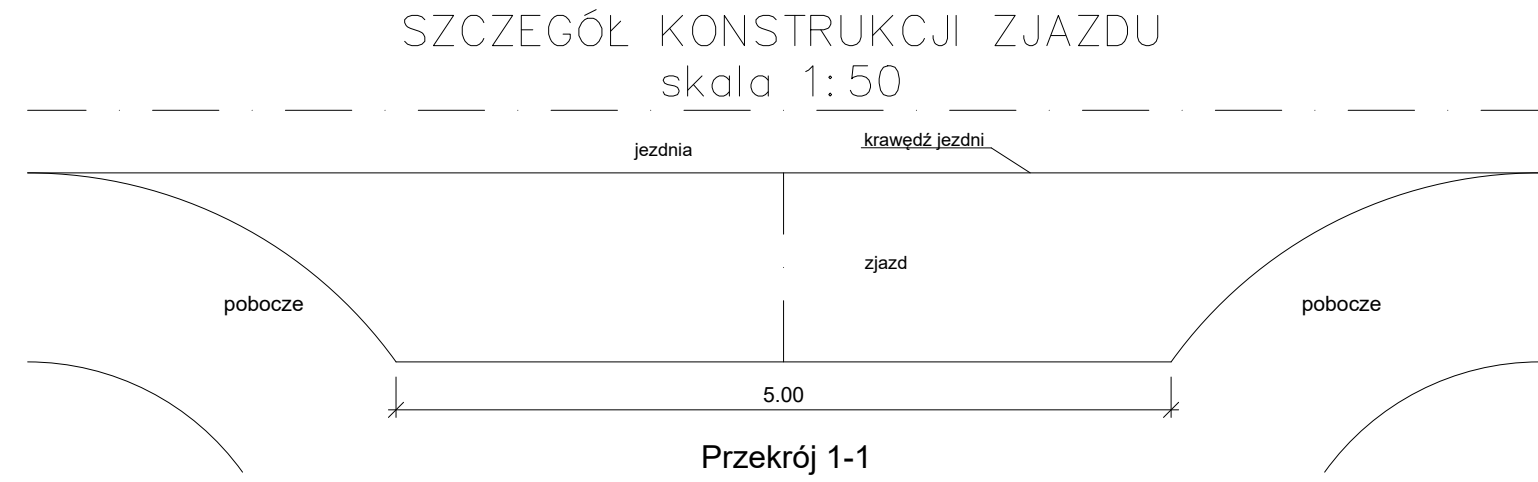 SZCZEGÓŁ KONSTRUKCJI ZJAZDU
skala 1:50
jezdnia
krawędź jezdni
zjazd
pobocze
pobocze
5.00
Przekrój 1-1